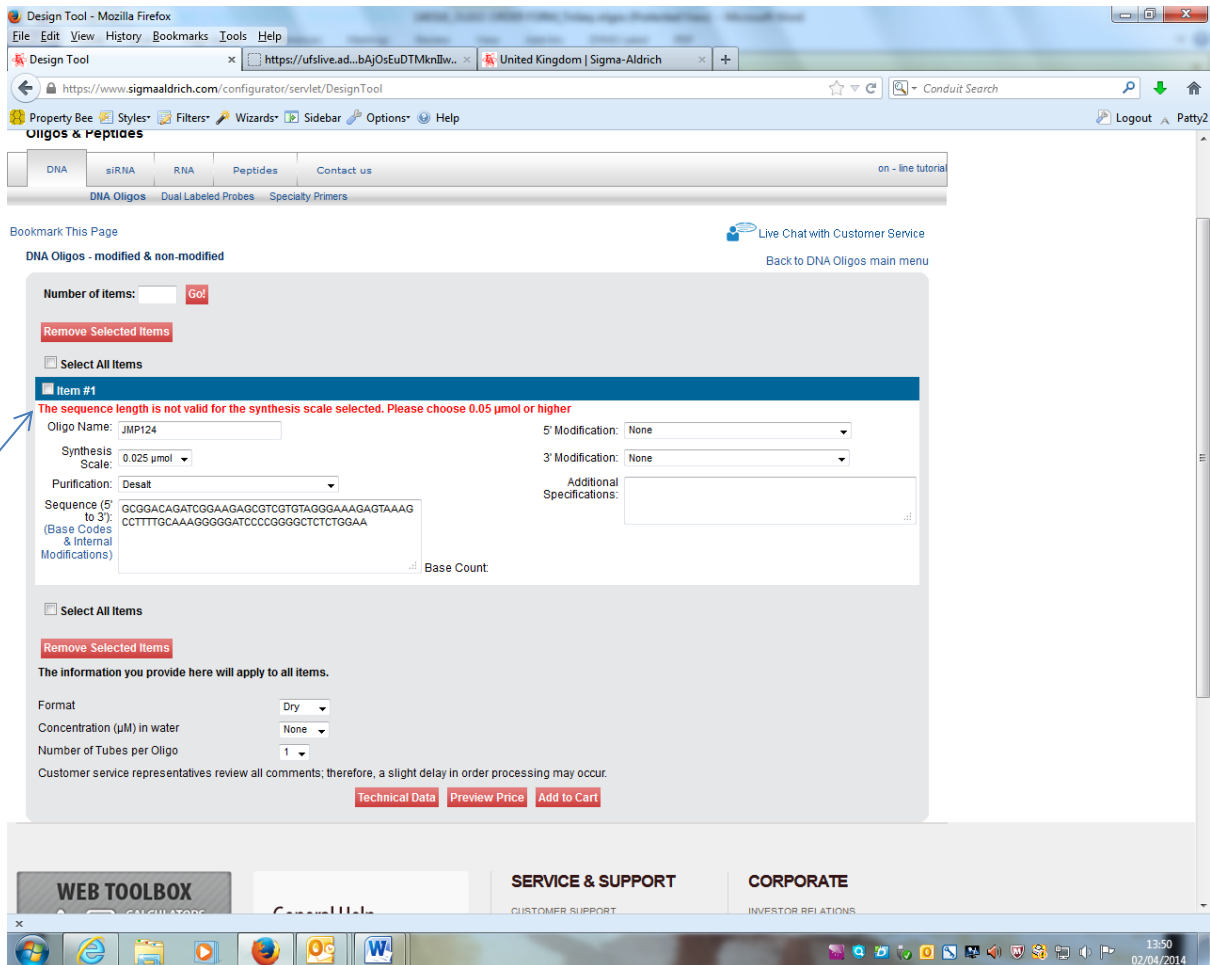 Design Tool - Mozilla Firefox
File Edit View History Bookmarks Tools Help
Design Tool × https://ufslive.ad...bAjOsEuDTMknIIw.. × United Kingdom | Sigma-Aldrich × +
https://www.sigmaaldrich.com/configurator/servlet/DesignTool Conduit Search
Property Bee Styles Filters Wizards Sidebar Options Help Logout Patty2
Oligos & Peptides
DNA siRNA RNA Peptides Contact us on - line tutorial
DNA Oligos Dual Labeled Probes Specialty Primers
Bookmark This Page Live Chat with Customer Service
DNA Oligos - modified & non-modified Back to DNA Oligos main menu
Number of items: Go!
Remove Selected Items
Select All Items
Item #1
The sequence length is not valid for the synthesis scale selected. Please choose 0.05 µmol or higher
Oligo Name: JMP124 5' Modification: None
Synthesis Scale: 0.025 µmol 3' Modification: None
Purification: Desalt Additional Specifications:
Sequence (5' to 3'): GCGGACAGATCGGAAGAGCGTCGTGTAGGGAAAGAGTAAAG
(Base Codes & Internal Modifications) CCTTTTGCAAAGGGGGATCCCCGGGGCTCTCTGGAA
Base Count:
Select All Items
Remove Selected Items
The information you provide here will apply to all items.
Format Dry
Concentration (µM) in water None
Number of Tubes per Oligo 1
Customer service representatives review all comments; therefore, a slight delay in order processing may occur.
Technical Data Preview Price Add to Cart
WEB TOOLBOX General Help SERVICE & SUPPORT CORPORATE
CALCULATORS CUSTOMER SUPPORT INVESTOR RELATIONS
×
13:50
02/04/2014